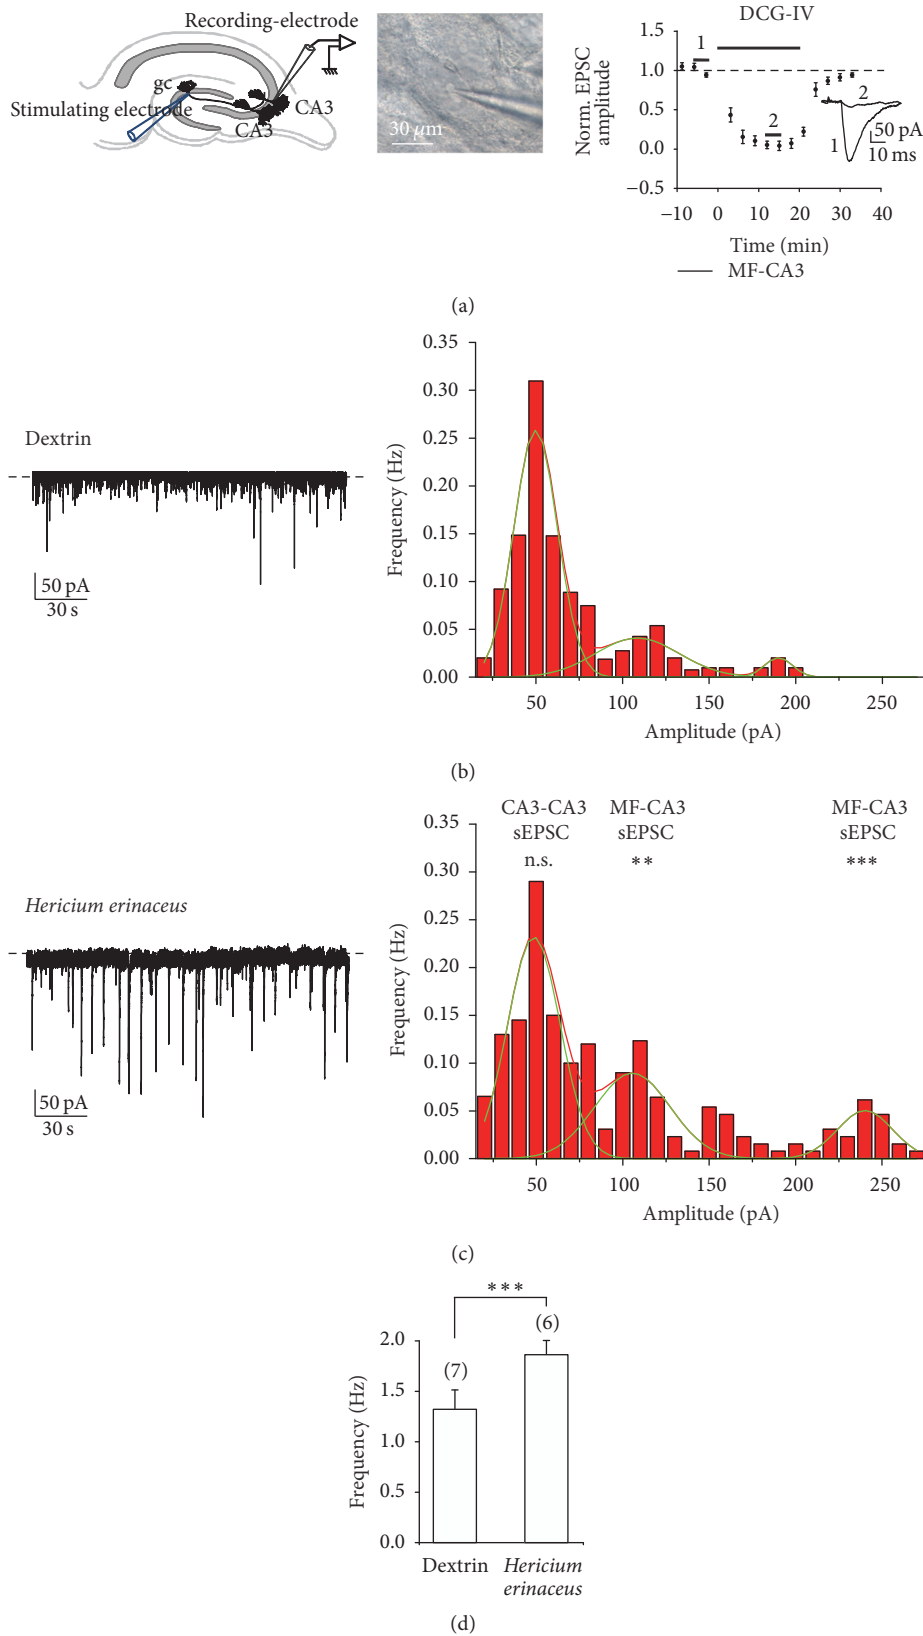 Recording-electrode
gc
Stimulating electrode
CA3
CA3
30 μm
DCG-IV
Norm. EPSC
amplitude
1.5
1.0
0.5
0.0
−0.5
1
2
2
1
50 pA
10 ms
−10 0 10 20 30 40
Time (min)
MF-CA3
(a)
Dextrin
50 pA
30 s
Frequency (Hz)
0.35
0.30
0.25
0.20
0.15
0.10
0.05
0.00
50 100 150 200 250
Amplitude (pA)
(b)
Hericium erinaceus
50 pA
30 s
CA3-CA3
sEPSC
n.s.
MF-CA3
sEPSC
**
MF-CA3
sEPSC
***
Frequency (Hz)
0.35
0.30
0.25
0.20
0.15
0.10
0.05
0.00
50 100 150 200 250
Amplitude (pA)
(c)
***
(7)
(6)
Frequency (Hz)
2.0
1.5
1.0
0.5
0.0
Dextrin
Hericium
erinaceus
(d)